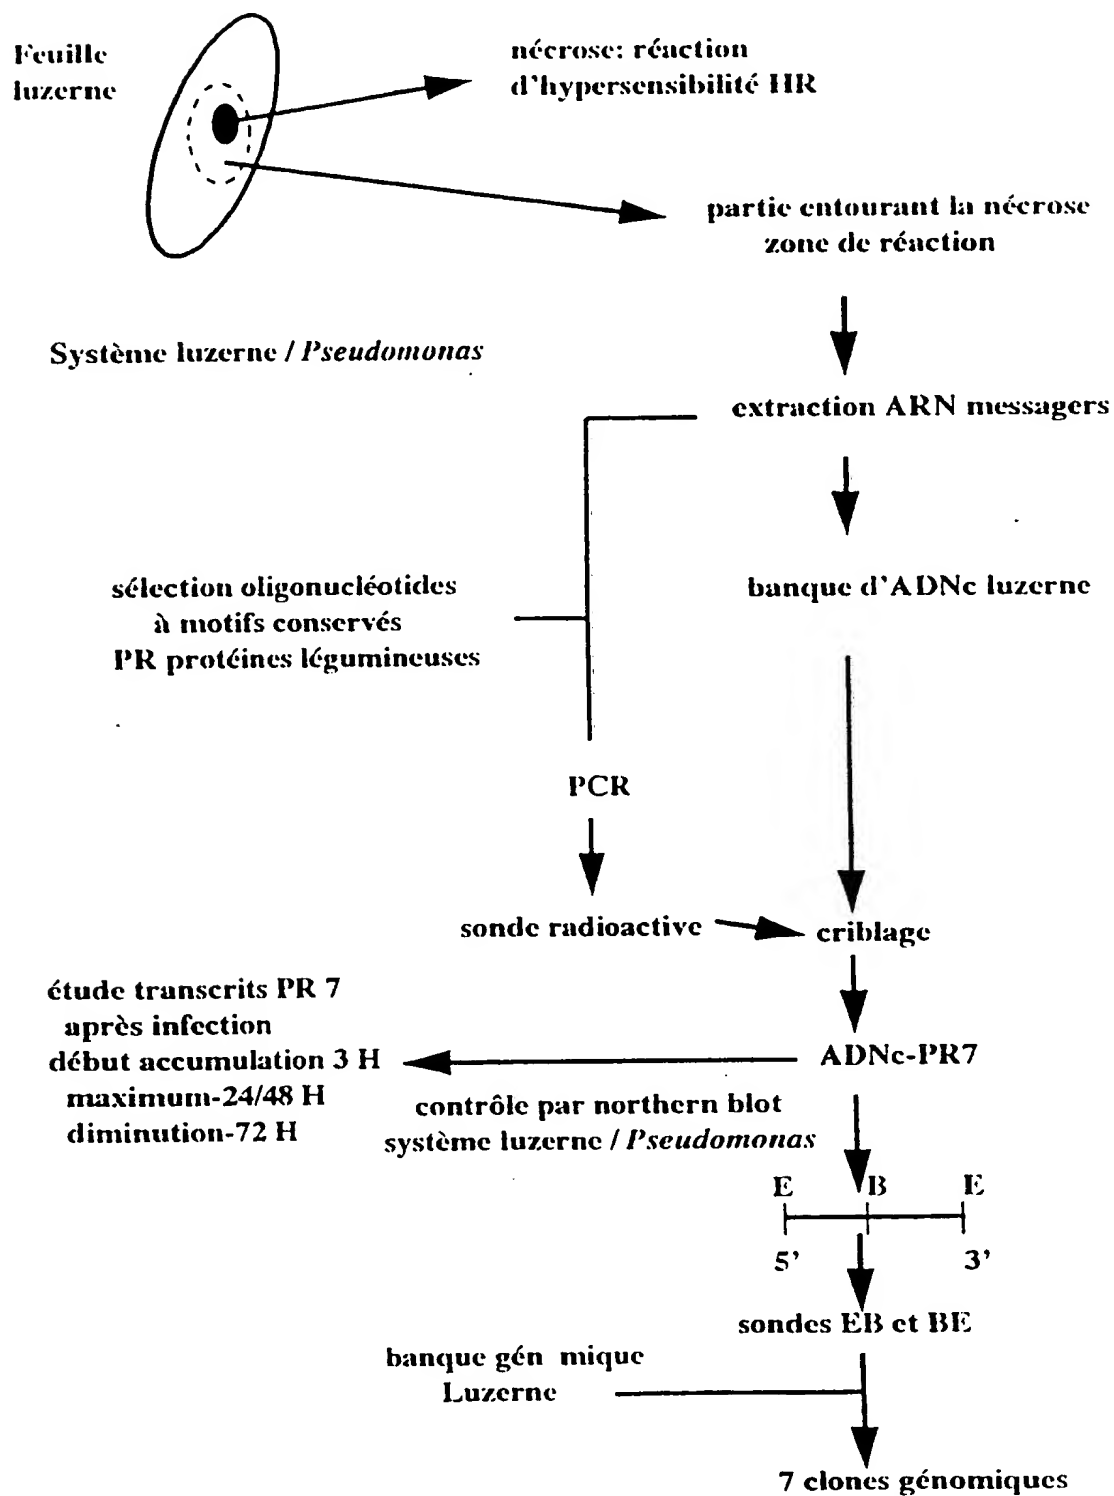 Feuille
luzerne
nécrose: réaction
d'hypersensibilité HR
partie entourant la nécrose
zone de réaction
Système luzerne / Pseudomonas
extraction ARN messagers
sélection oligonucléotides
à motifs conservés
PR protéines légumineuses
banque d'ADNc luzerne
PCR
sonde radioactive
criblage
étude transcrits PR 7
après infection
début accumulation 3 H
maximum-24/48 H
diminution-72 H
ADNc-PR7
contrôle par northern blot
système luzerne / Pseudomonas
E B E
5' 3'
sondes EB et BE
banque gén mique
Luzerne
7 clones génomiques